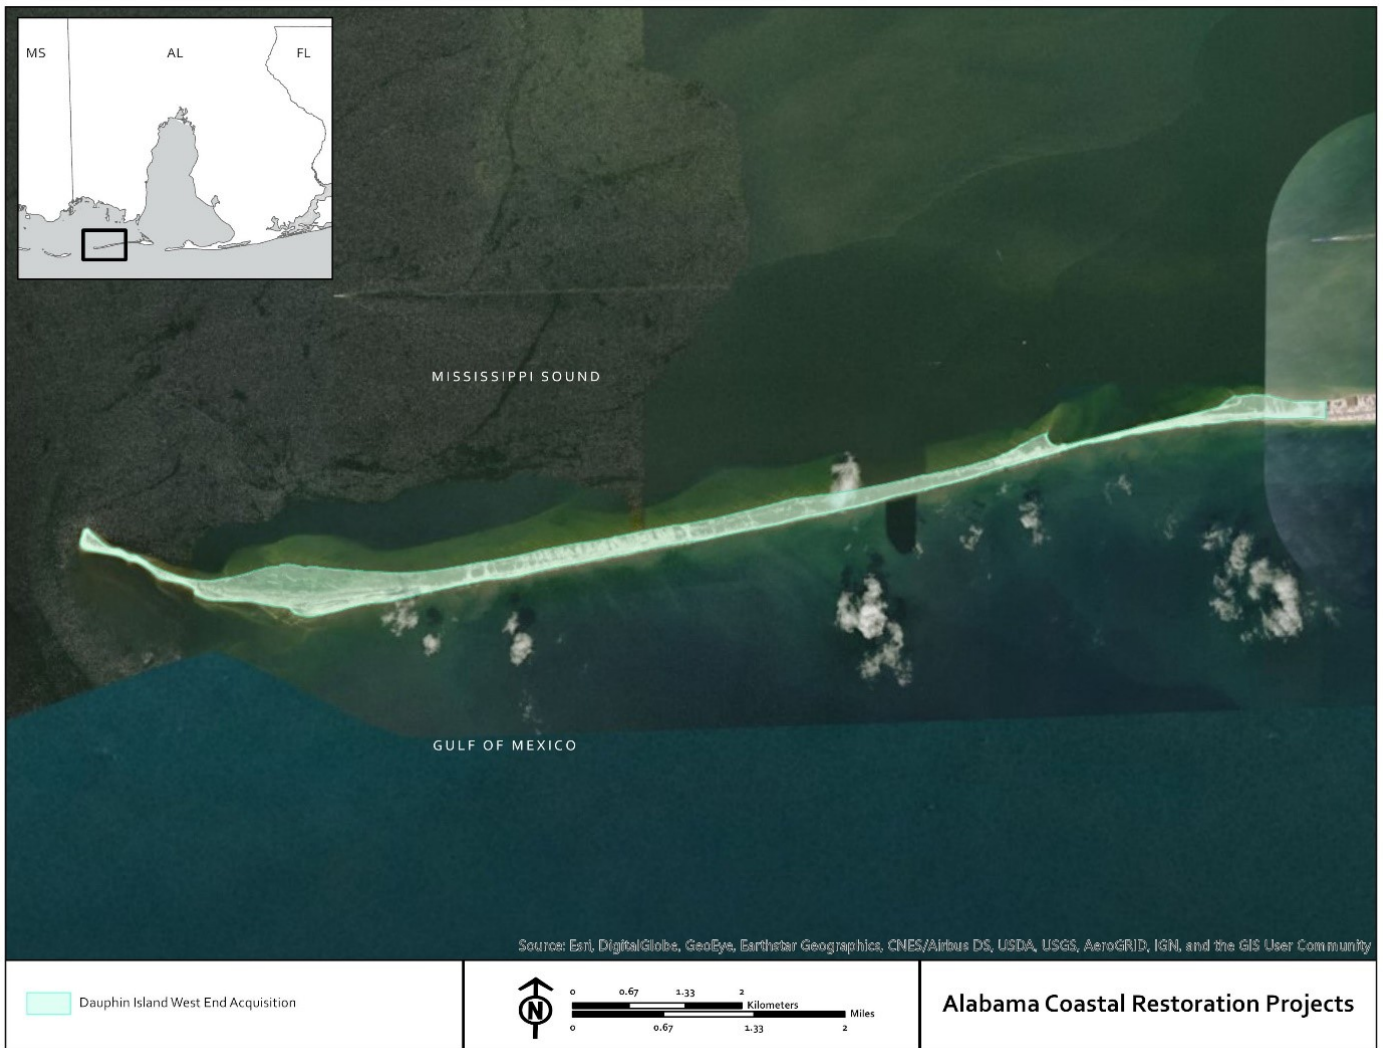 MS AL FL
MISSISSIPPI SOUND
GULF OF MEXICO
Source: Esri, DigitalGlobe, GeoEye, Earthstar Geographics, CNES/Airbus DS, USDA, USGS, AeroGRID, IGN, and the GIS User Community
Dauphin Island West End Acquisition
N
0 0.67 1.33 2
Kilometers
Miles
0 0.67 1.33 2
Alabama Coastal Restoration Projects